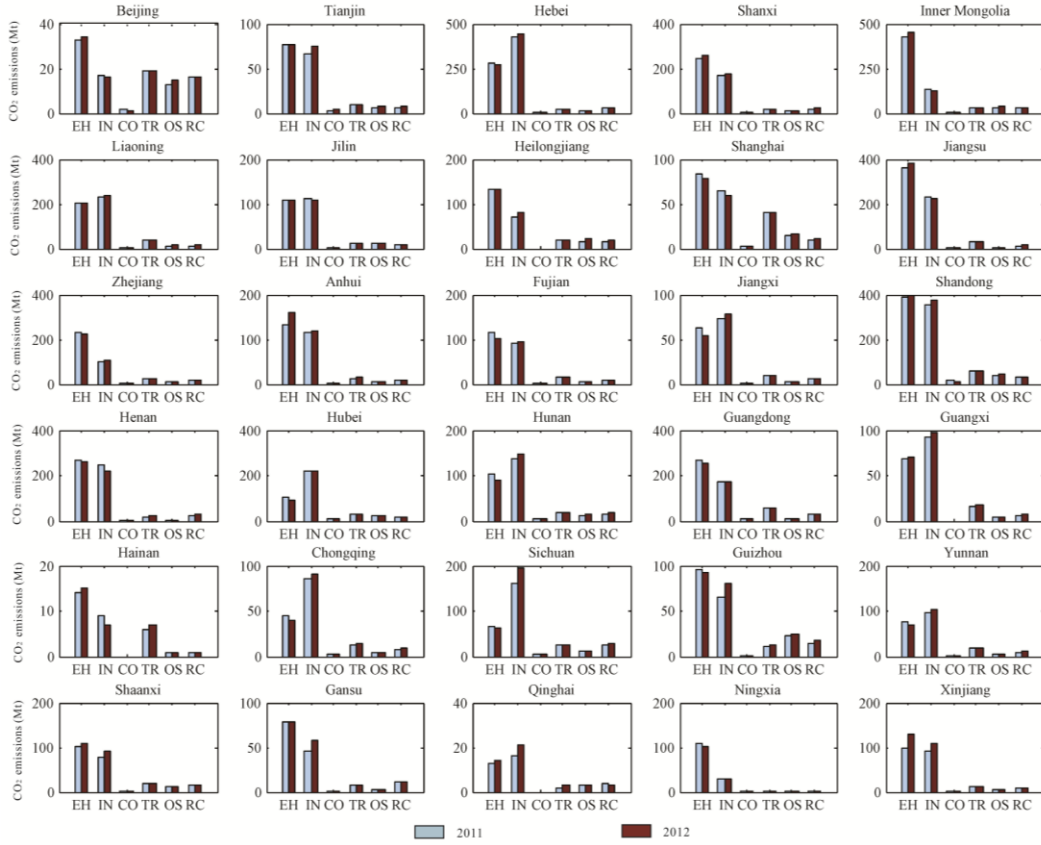 Beijing Tianjin Hebei Shanxi Inner Mongolia
CO₂ emissions (Mt)
40 100 500 400 500
20 50 250 200 250
0 0 0 0 0
EH IN CO TR OS RC EH IN CO TR OS RC EH IN CO TR OS RC EH IN CO TR OS RC EH IN CO TR OS RC
Liaoning Jilin Heilongjiang Shanghai Jiangsu
CO₂ emissions (Mt)
400 200 200 100 400
200 100 100 50 200
0 0 0 0 0
EH IN CO TR OS RC EH IN CO TR OS RC EH IN CO TR OS RC EH IN CO TR OS RC EH IN CO TR OS RC
Zhejiang Anhui Fujian Jiangxi Shandong
CO₂ emissions (Mt)
400 200 200 100 400
200 100 100 50 200
0 0 0 0 0
EH IN CO TR OS RC EH IN CO TR OS RC EH IN CO TR OS RC EH IN CO TR OS RC EH IN CO TR OS RC
Henan Hubei Hunan Guangdong Guangxi
CO₂ emissions (Mt)
400 400 200 400 100
200 200 100 200 50
0 0 0 0 0
EH IN CO TR OS RC EH IN CO TR OS RC EH IN CO TR OS RC EH IN CO TR OS RC EH IN CO TR OS RC
Hainan Chongqing Sichuan Guizhou Yunnan
CO₂ emissions (Mt)
20 100 200 100 200
10 50 100 50 100
0 0 0 0 0
EH IN CO TR OS RC EH IN CO TR OS RC EH IN CO TR OS RC EH IN CO TR OS RC EH IN CO TR OS RC
Shaanxi Gansu Qinghai Ningxia Xinjiang
CO₂ emissions (Mt)
200 100 40 200 200
100 50 20 100 100
0 0 0 0 0
EH IN CO TR OS RC EH IN CO TR OS RC EH IN CO TR OS RC EH IN CO TR OS RC EH IN CO TR OS RC
2011 2012